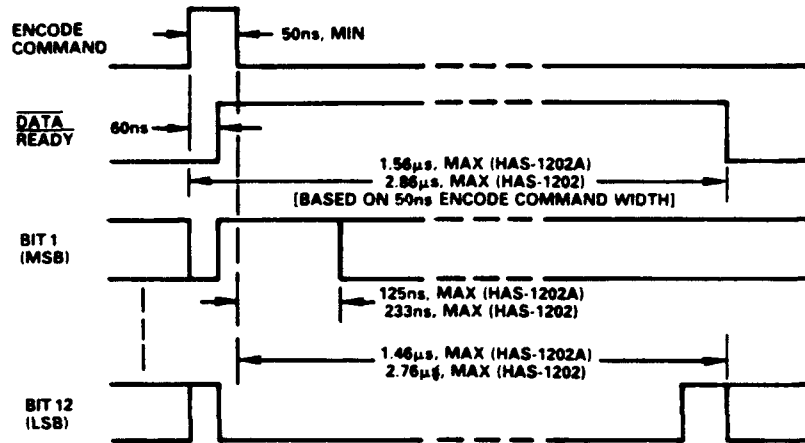 ENCODE
COMMAND
50ns, MIN
DATA
READY
60ns
1.56µs, MAX (HAS-1202A)
2.86µs, MAX (HAS-1202)
[BASED ON 50ns ENCODE COMMAND WIDTH]
BIT 1
(MSB)
125ns, MAX (HAS-1202A)
233ns, MAX (HAS-1202)
1.46µs, MAX (HAS-1202A)
2.76µs, MAX (HAS-1202)
BIT 12
(LSB)